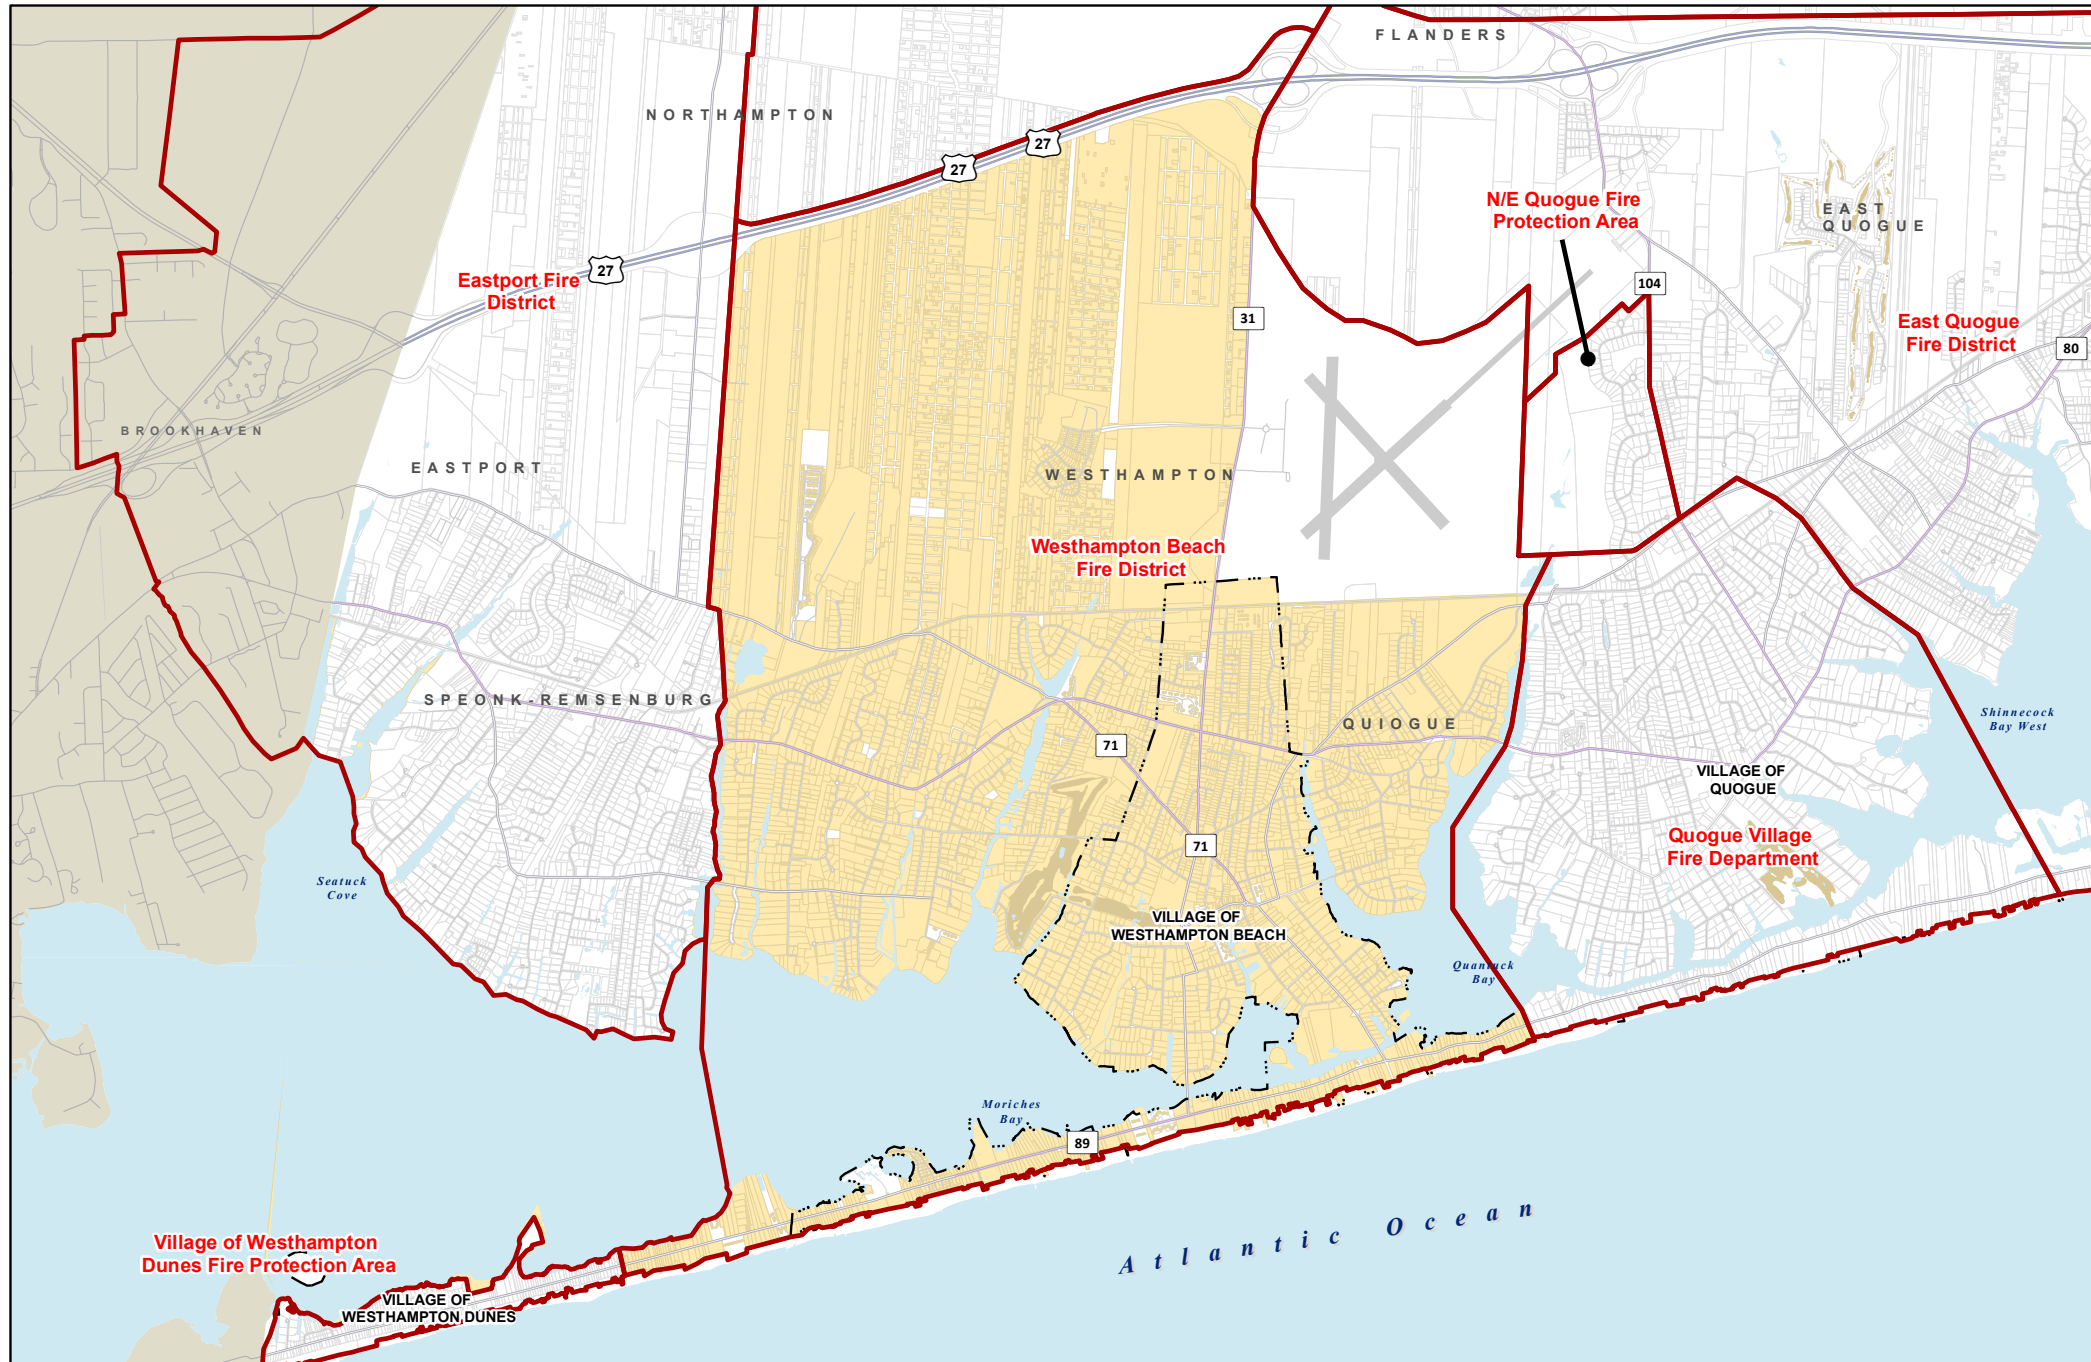 FLANDERS
NORTHAMPTON
27
27
N/E Quogue Fire
Protection Area
EAST
QUOGUE
27
Eastport Fire
District
104
31
East Quogue
Fire District
80
BROOKHAVEN
EASTPORT
WESTHAMPTON
Westhampton Beach
Fire District
SPEONK-REMSENBURG
QUIOGUE
Shinnecock
Bay West
71
VILLAGE OF
QUOGUE
71
Quogue Village
Fire Department
Seatuck
Cove
VILLAGE OF
WESTHAMPTON BEACH
Quantuck
Bay
Moriches
Bay
89
Atlantic Ocean
Village of Westhampton
Dunes Fire Protection Area
VILLAGE OF
WESTHAMPTON DUNES